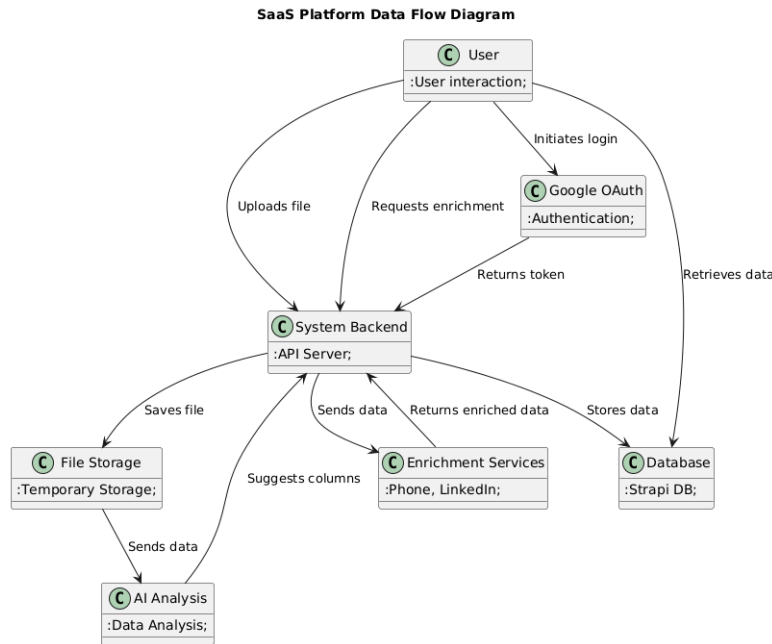 SaaS Platform Data Flow Diagram
C User
:User interaction;
Initiates login
C Google OAuth
:Authentication;
Uploads file
Requests enrichment
Retrieves data
Returns token
C System Backend
:API Server;
Saves file
Sends data
Returns enriched data
Stores data
C File Storage
:Temporary Storage;
Suggests columns
C Enrichment Services
:Phone, LinkedIn;
C Database
:Strapi DB;
Sends data
C AI Analysis
:Data Analysis;